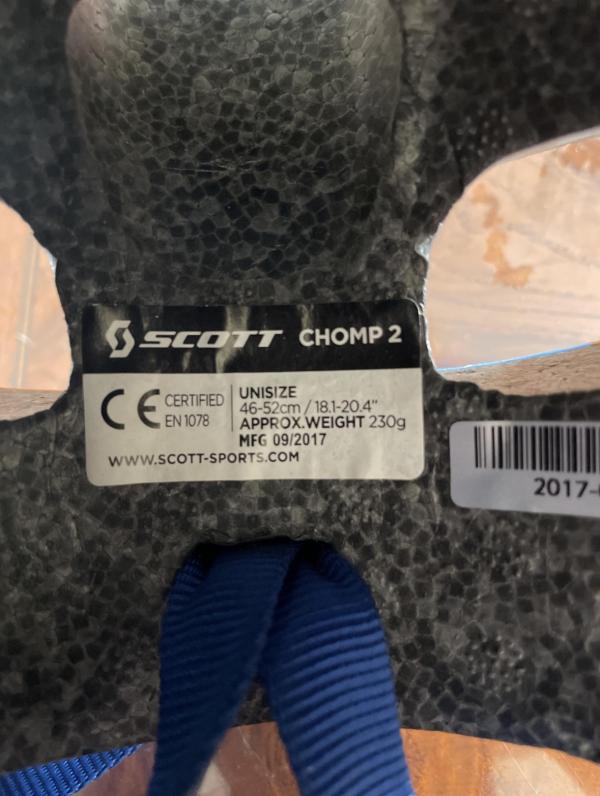 SCOTT CHOMP 2
CE CERTIFIED
EN 1078
UNISIZE
46-52cm / 18.1-20.4"
APPROX.WEIGHT 230g
MFG 09/2017
WWW.SCOTT-SPORTS.COM
2017-